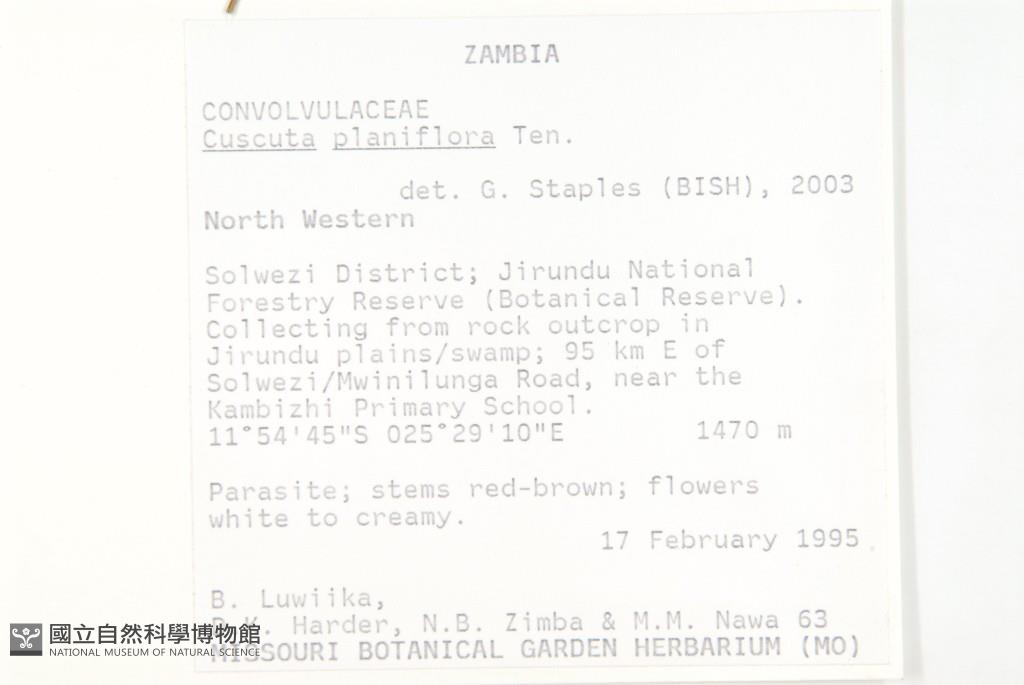 ZAMBIA
CONVOLVULACEAE
Cuscuta planiflora Ten.
det. G. Staples (BISH), 2003
North Western
Solwezi District; Jirundu National
Forestry Reserve (Botanical Reserve).
Collecting from rock outcrop in
Jirundu plains/swamp; 95 km E of
Solwezi/Mwinilunga Road, near the
Kambizhi Primary School.
11°54'45"S 025°29'10"E 1470 m
Parasite; stems red-brown; flowers
white to creamy.
17 February 1995
B. Luwiika,
Harder, N.B. Zimba & M.M. Nawa 63
MISSOURI BOTANICAL GARDEN HERBARIUM (MO)
國立自然科學博物館
NATIONAL MUSEUM OF NATURAL SCIENCE